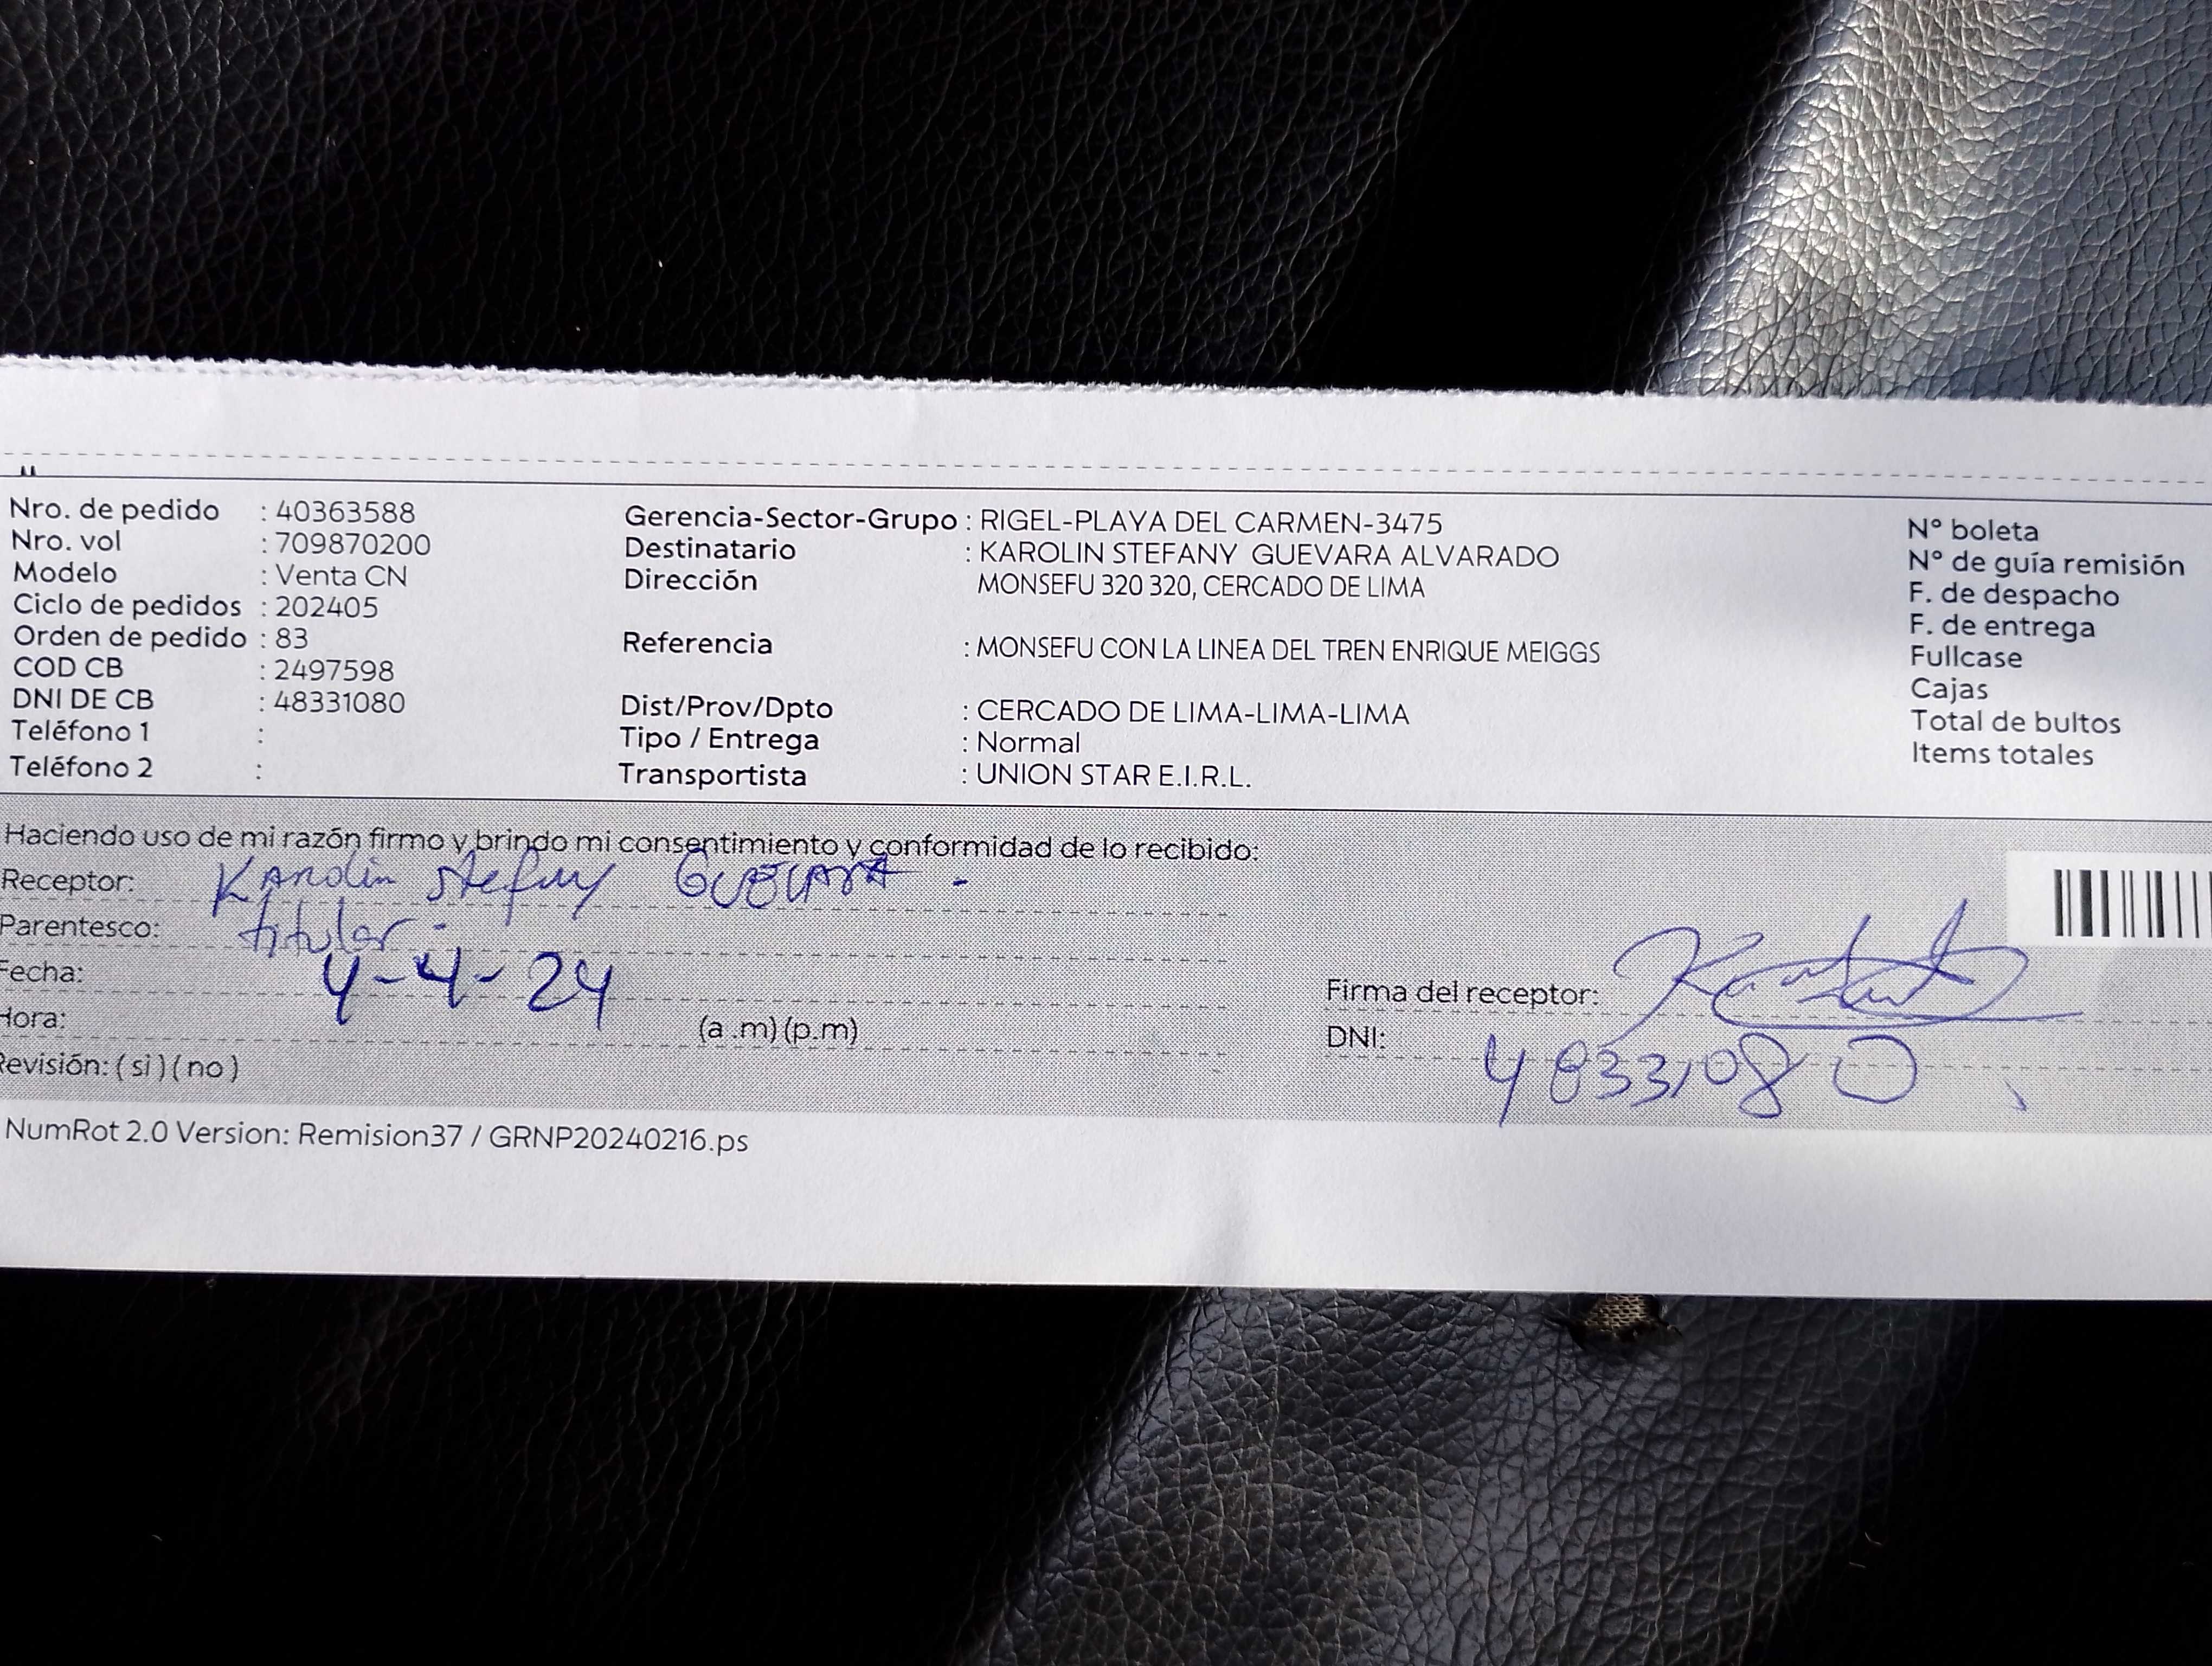 Nro. de pedido : 40363588
Nro. vol : 709870200
Modelo : Venta CN
Ciclo de pedidos : 202405
Orden de pedido : 83
COD CB : 2497598
DNI DE CB : 48331080
Teléfono 1 :
Teléfono 2 :
Gerencia-Sector-Grupo : RIGEL-PLAYA DEL CARMEN-3475
Destinatario : KAROLIN STEFANY GUEVARA ALVARADO
Dirección MONSEFU 320 320, CERCADO DE LIMA
Referencia : MONSEFU CON LA LINEA DEL TREN ENRIQUE MEIGGS
Dist/Prov/Dpto : CERCADO DE LIMA-LIMA-LIMA
Tipo / Entrega : Normal
Transportista : UNION STAR E.I.R.L.
N° boleta
N° de guía remisión
F. de despacho
F. de entrega
Fullcase
Cajas
Total de bultos
Items totales
Haciendo uso de mi razón firmo y brindo mi consentimiento y conformidad de lo recibido:
Receptor: Karolin Stefany Guevara
Parentesco: titular
Fecha: 4-4-24
Hora: (a .m) (p.m)
Revisión: ( si ) ( no )
Firma del receptor:
DNI: 48331080
NumRot 2.0 Version: Remision37 / GRNP20240216.ps